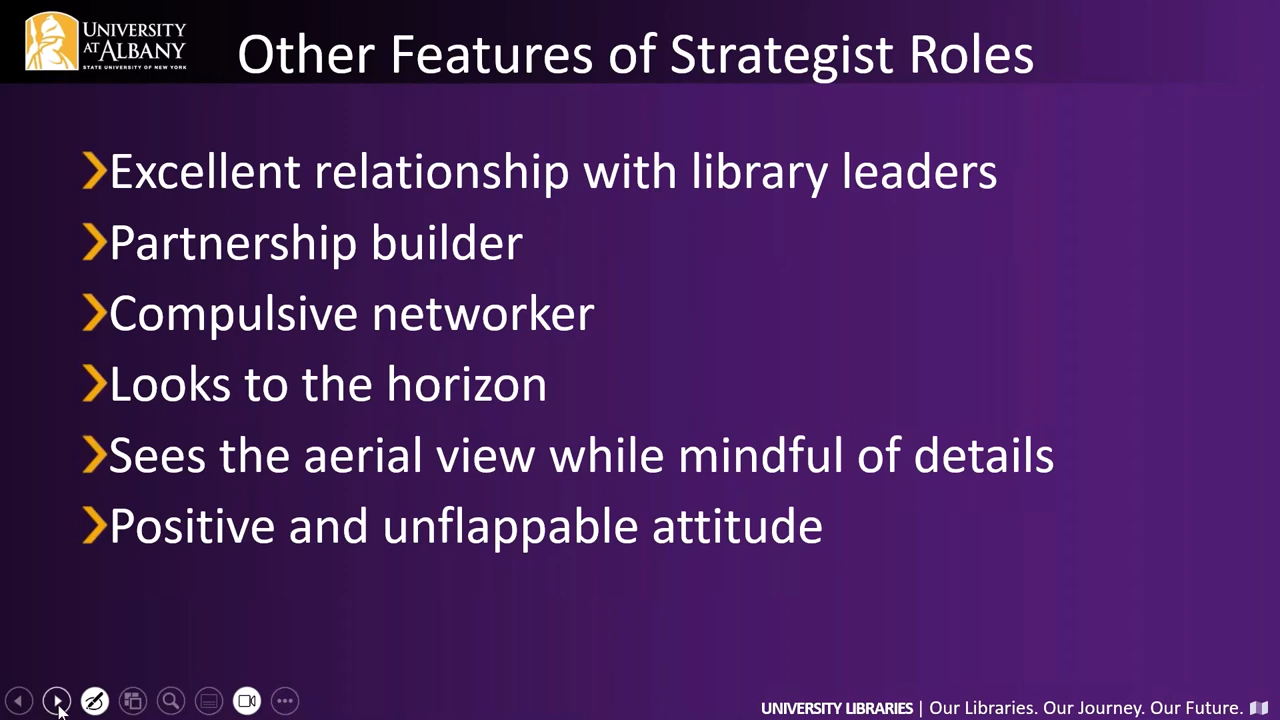 UNIVERSITY
AT ALBANY
STATE UNIVERSITY OF NEW YORK
Other Features of Strategist Roles
Excellent relationship with library leaders
Partnership builder
Compulsive networker
Looks to the horizon
Sees the aerial view while mindful of details
Positive and unflappable attitude
UNIVERSITY LIBRARIES | Our Libraries. Our Journey. Our Future.